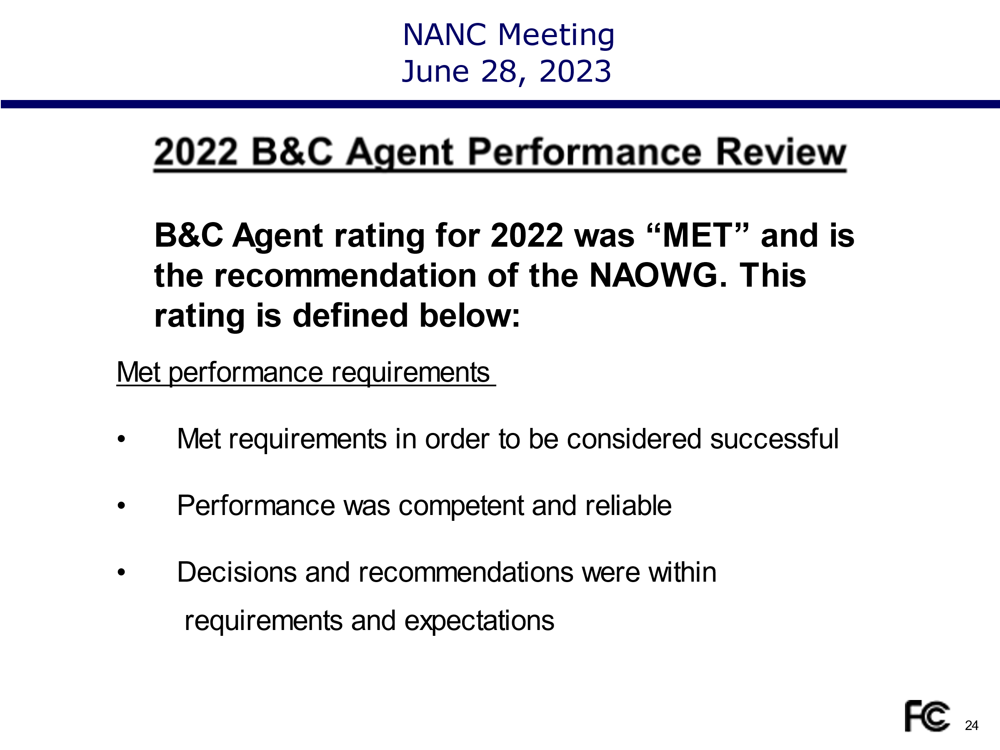 NANC Meeting
June 28, 2023
2022 B&C Agent Performance Review
B&C Agent rating for 2022 was “MET” and is
the recommendation of the NAOWG. This
rating is defined below:
Met performance requirements
• Met requirements in order to be considered successful
• Performance was competent and reliable
• Decisions and recommendations were within
requirements and expectations
FCC
24